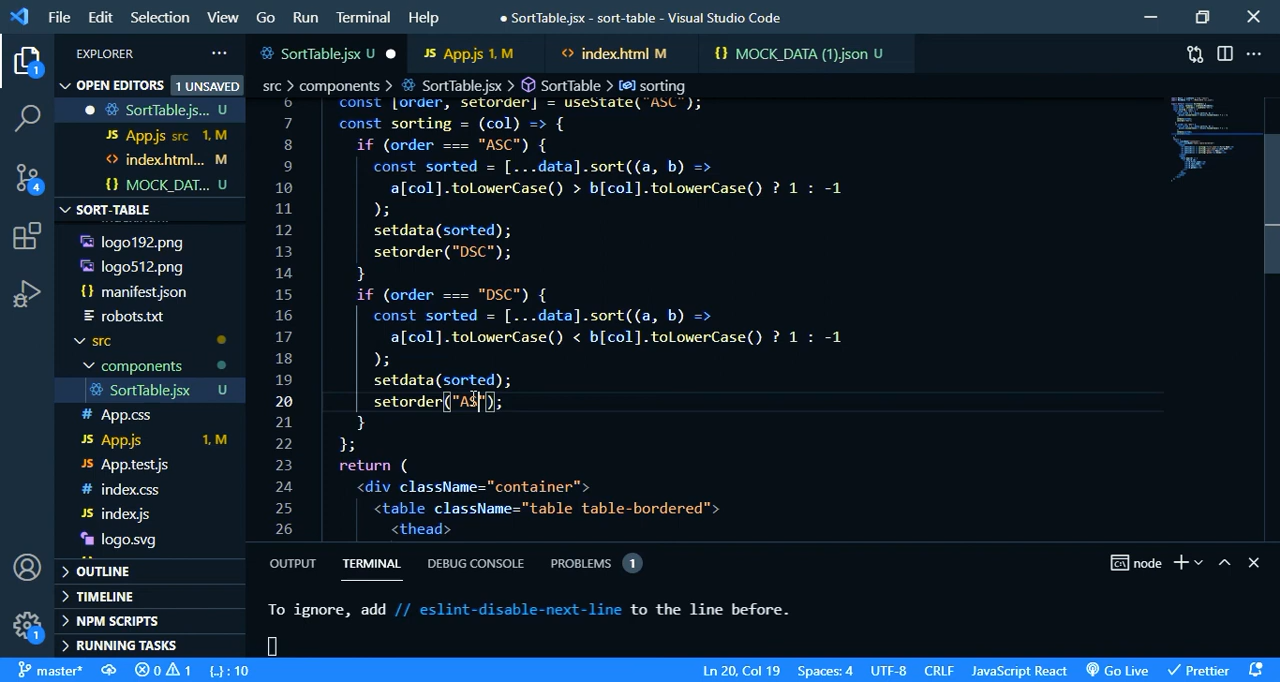 File Edit Selection View Go Run Terminal Help ● SortTable.jsx - sort-table - Visual Studio Code
EXPLORER ···
OPEN EDITORS 1 UNSAVED
● SortTable.js... U
JS App.js src 1, M
<> index.html... M
{} MOCK_DAT... U
SORT-TABLE
logo192.png
logo512.png
{} manifest.json
robots.txt
src
components
SortTable.jsx U
# App.css
JS App.js 1, M
JS App.test.js
# index.css
JS index.js
logo.svg
OUTLINE
TIMELINE
NPM SCRIPTS
RUNNING TASKS
1
4
1
SortTable.jsx U ● JS App.js 1, M <> index.html M {} MOCK_DATA (1).json U ···
src > components > SortTable.jsx > SortTable > sorting
6 const [order, setorder] = useState("ASC");
7 const sorting = (col) => {
8 if (order === "ASC") {
9 const sorted = [...data].sort((a, b) =>
10 a[col].toLowerCase() > b[col].toLowerCase() ? 1 : -1
11 );
12 setdata(sorted);
13 setorder("DSC");
14 }
15 if (order === "DSC") {
16 const sorted = [...data].sort((a, b) =>
17 a[col].toLowerCase() < b[col].toLowerCase() ? 1 : -1
18 );
19 setdata(sorted);
20 setorder("AS");
21 }
22 };
23 return (
24 <div className="container">
25 <table className="table table-bordered">
26 <thead>
OUTPUT TERMINAL DEBUG CONSOLE PROBLEMS 1 node
To ignore, add // eslint-disable-next-line to the line before.
master* 0 1 {..} : 10 Ln 20, Col 19 Spaces: 4 UTF-8 CRLF JavaScript React Go Live Prettier